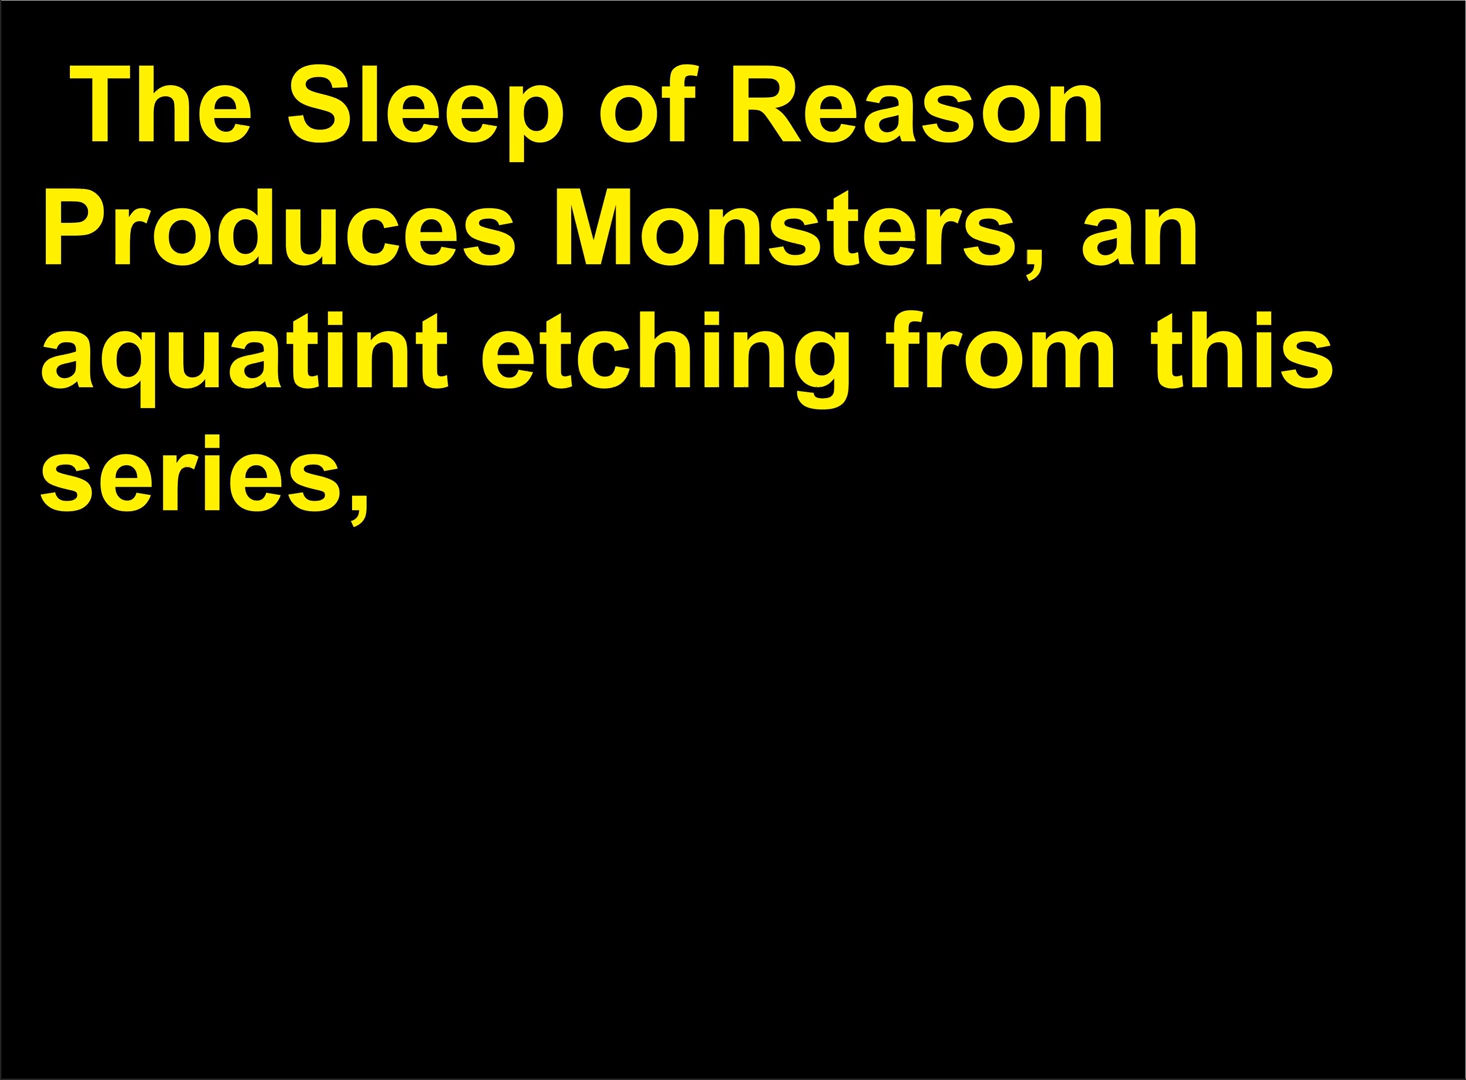 The Sleep of Reason
Produces Monsters, an
aquatint etching from this
series,